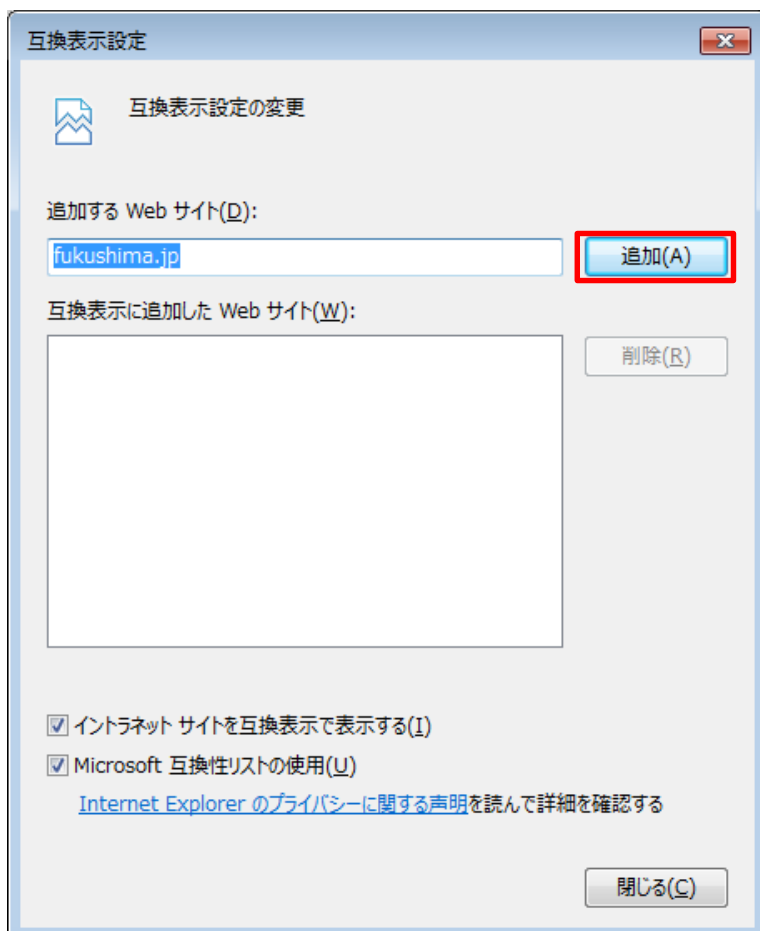 互換表示設定
互換表示設定の変更
追加する Web サイト(D):
fukushima.jp
追加(A)
互換表示に追加した Web サイト(W):
削除(R)
イントラネット サイトを互換表示で表示する(I)
Microsoft 互換性リストの使用(U)
Internet Explorer のプライバシーに関する声明を読んで詳細を確認する
閉じる(C)